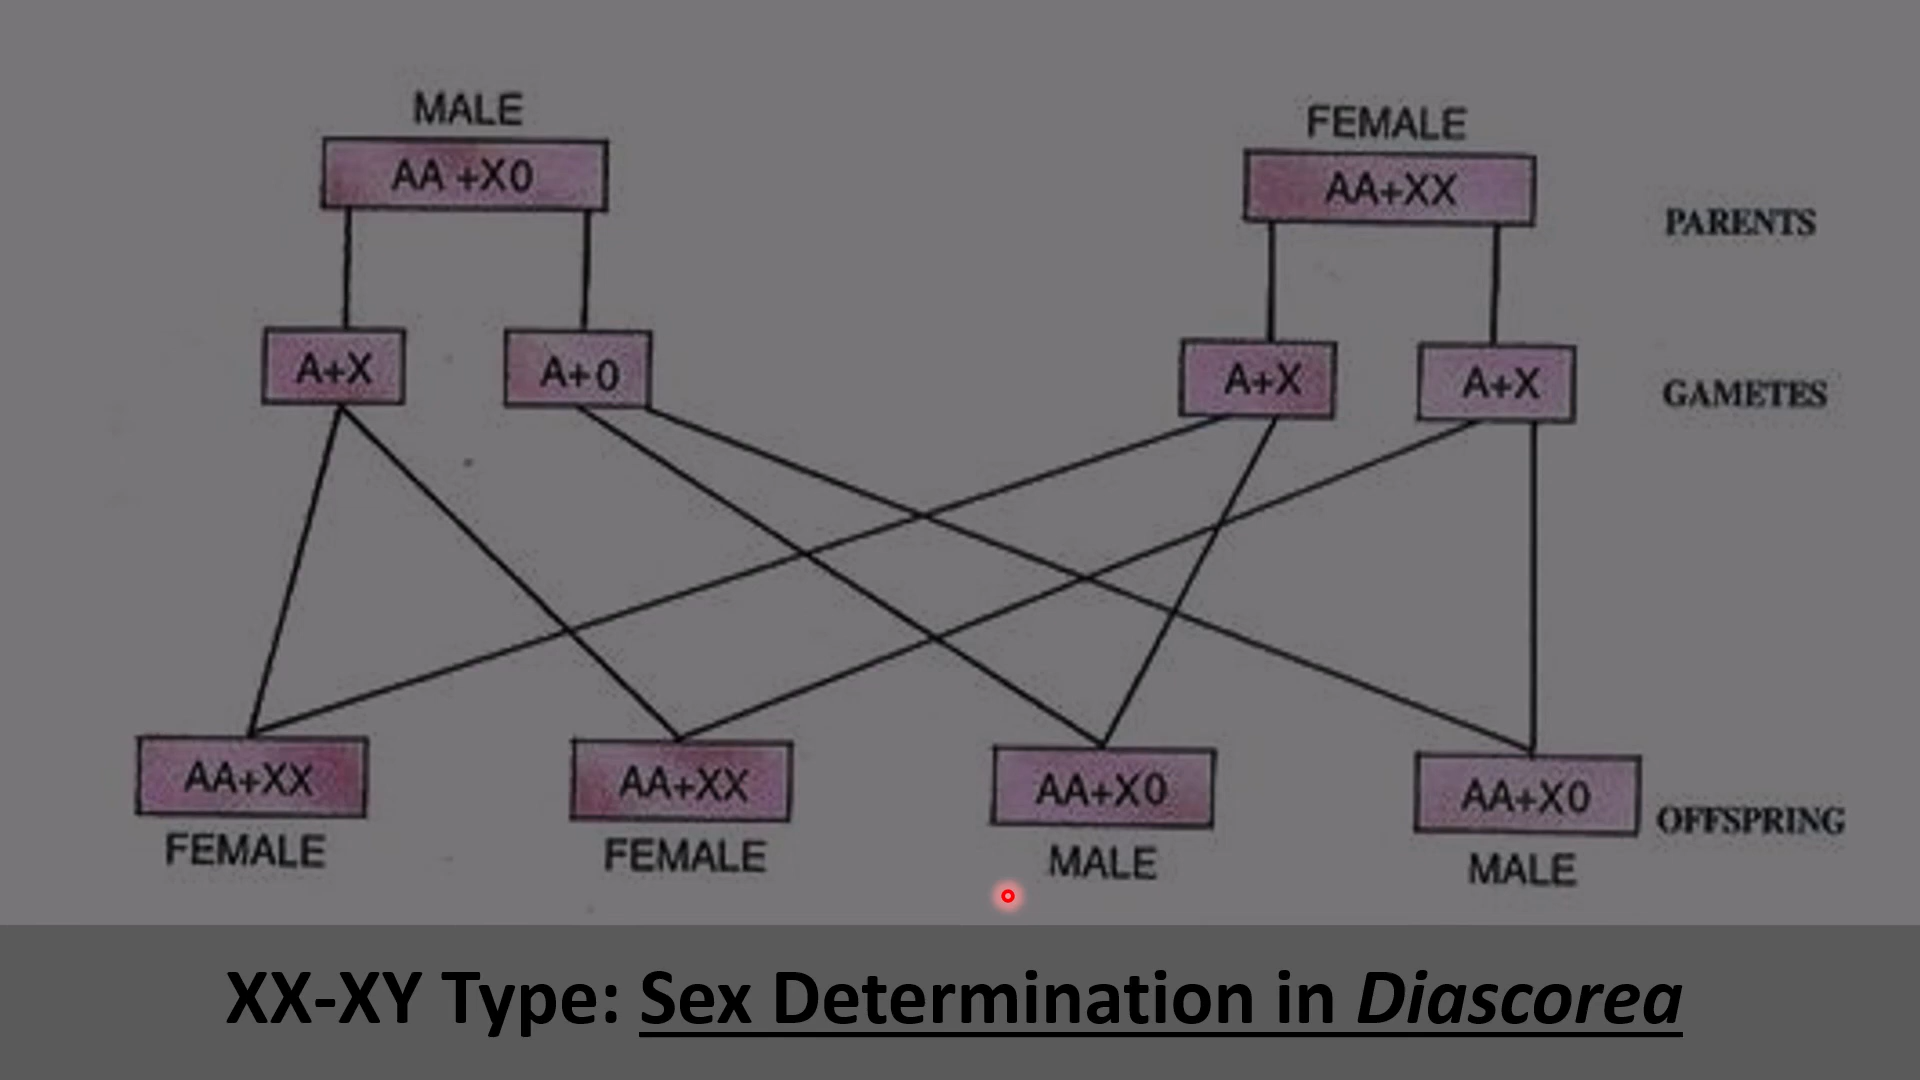 MALE
FEMALE
AA +X0
AA+XX
PARENTS
A+X
A+0
A+X
A+X
GAMETES
AA+XX
AA+XX
AA+X0
AA+X0
OFFSPRING
FEMALE
FEMALE
MALE
MALE
XX-XY Type: Sex Determination in Diascorea